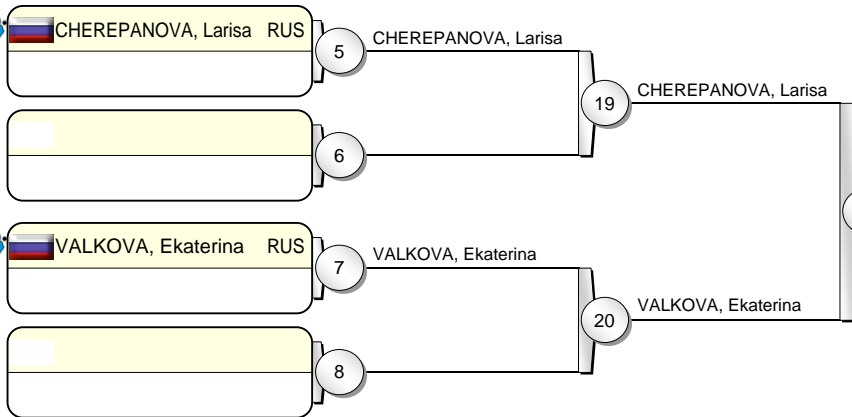 CHEREPANOVA, Larisa RUS
5
CHEREPANOVA, Larisa
19
CHEREPANOVA, Larisa
6
VALKOVA, Ekaterina RUS
7
VALKOVA, Ekaterina
20
VALKOVA, Ekaterina
8